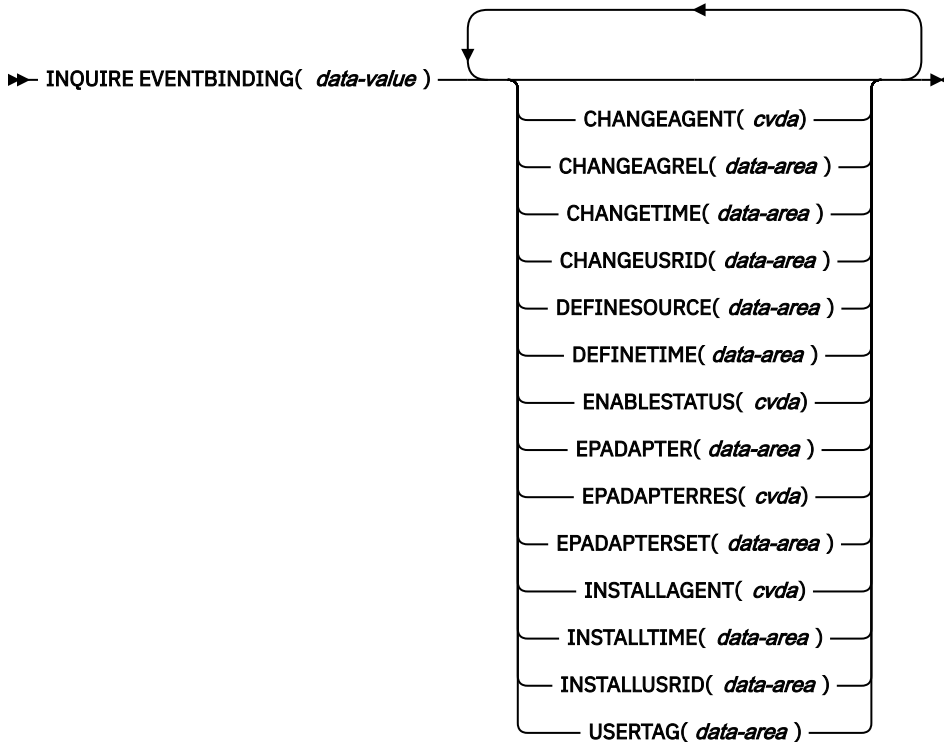 INQUIRE EVENTBINDING( data-value )
CHANGEAGENT( cvda)
CHANGEAGREL( data-area )
CHANGETIME( data-area )
CHANGEUSRID( data-area )
DEFINESOURCE( data-area )
DEFINETIME( data-area )
ENABLESTATUS( cvda)
EPADAPTER( data-area )
EPADAPTERRES( cvda)
EPADAPTERSET( data-area )
INSTALLAGENT( cvda)
INSTALLTIME( data-area )
INSTALLUSRID( data-area )
USERTAG( data-area )